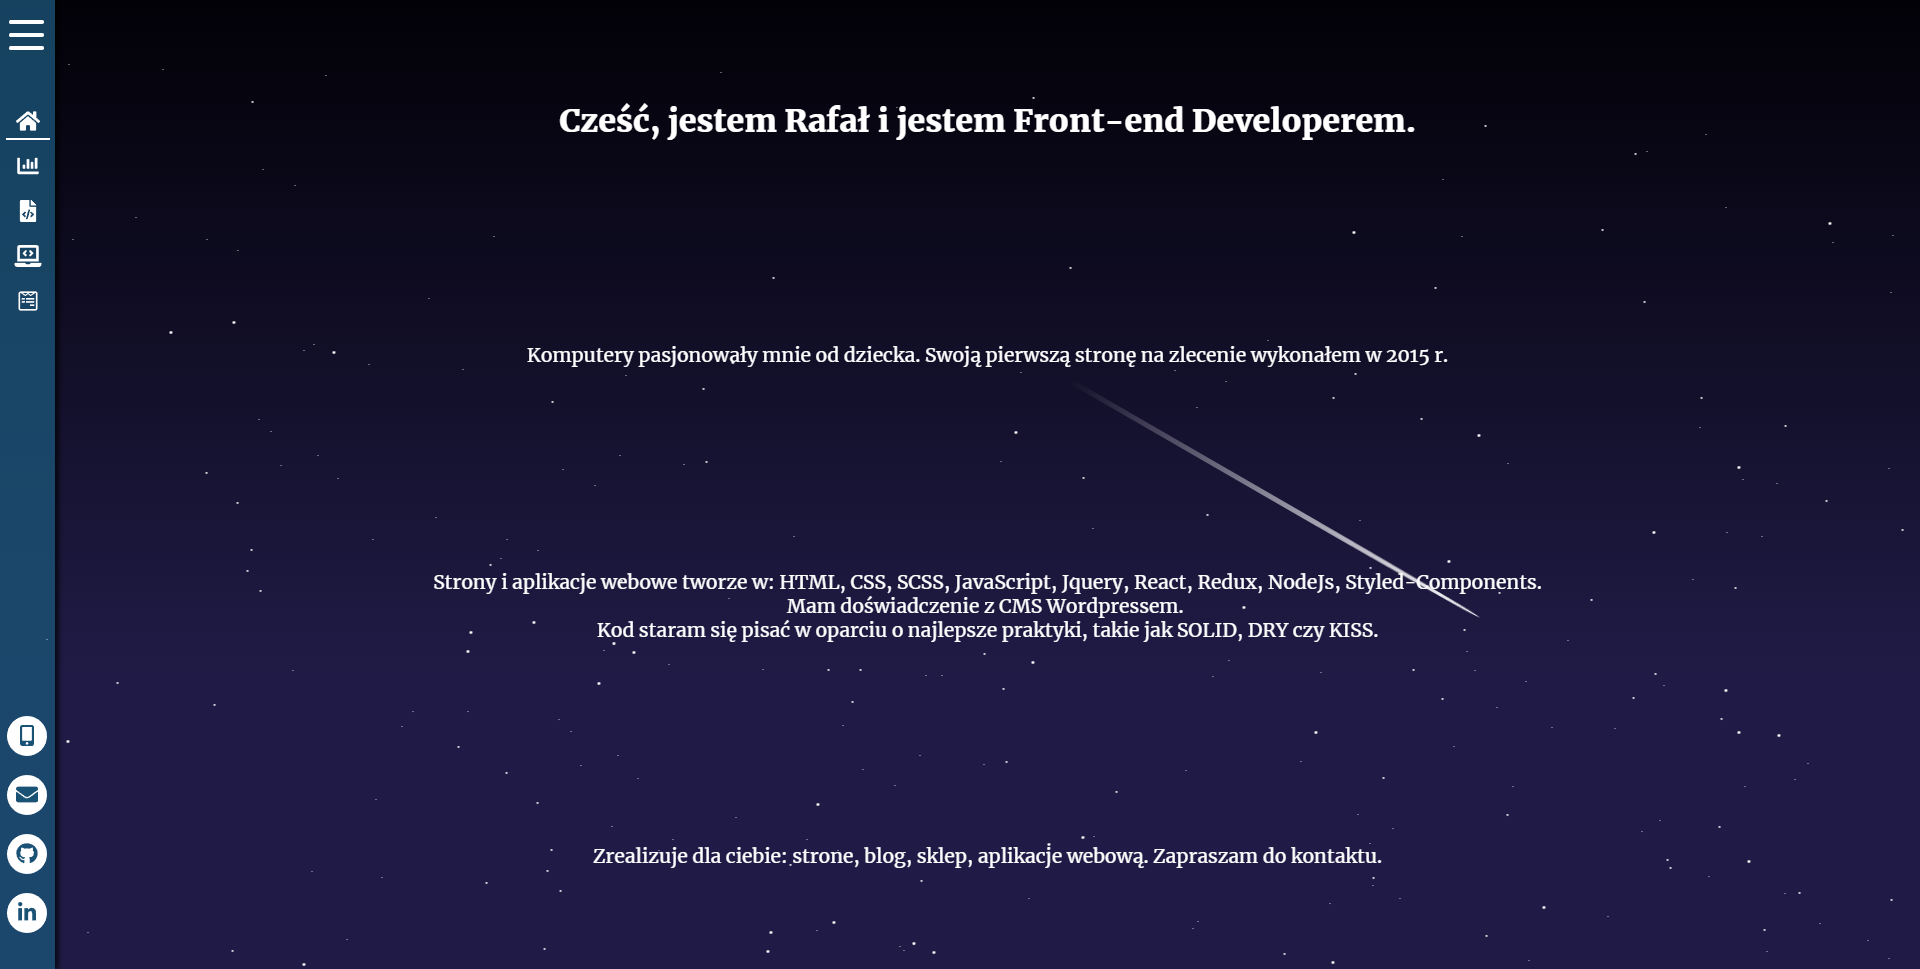 Cześć, jestem Rafał i jestem Front-end Developerem.
Komputery pasjonowały mnie od dziecka. Swoją pierwszą stronę na zlecenie wykonałem w 2015 r.
Strony i aplikacje webowe tworze w: HTML, CSS, SCSS, JavaScript, Jquery, React, Redux, NodeJs, Styled-Components.
Mam doświadczenie z CMS Wordpressem.
Kod staram się pisać w oparciu o najlepsze praktyki, takie jak SOLID, DRY czy KISS.
Zrealizuje dla ciebie: strone, blog, sklep, aplikacje webową. Zapraszam do kontaktu.